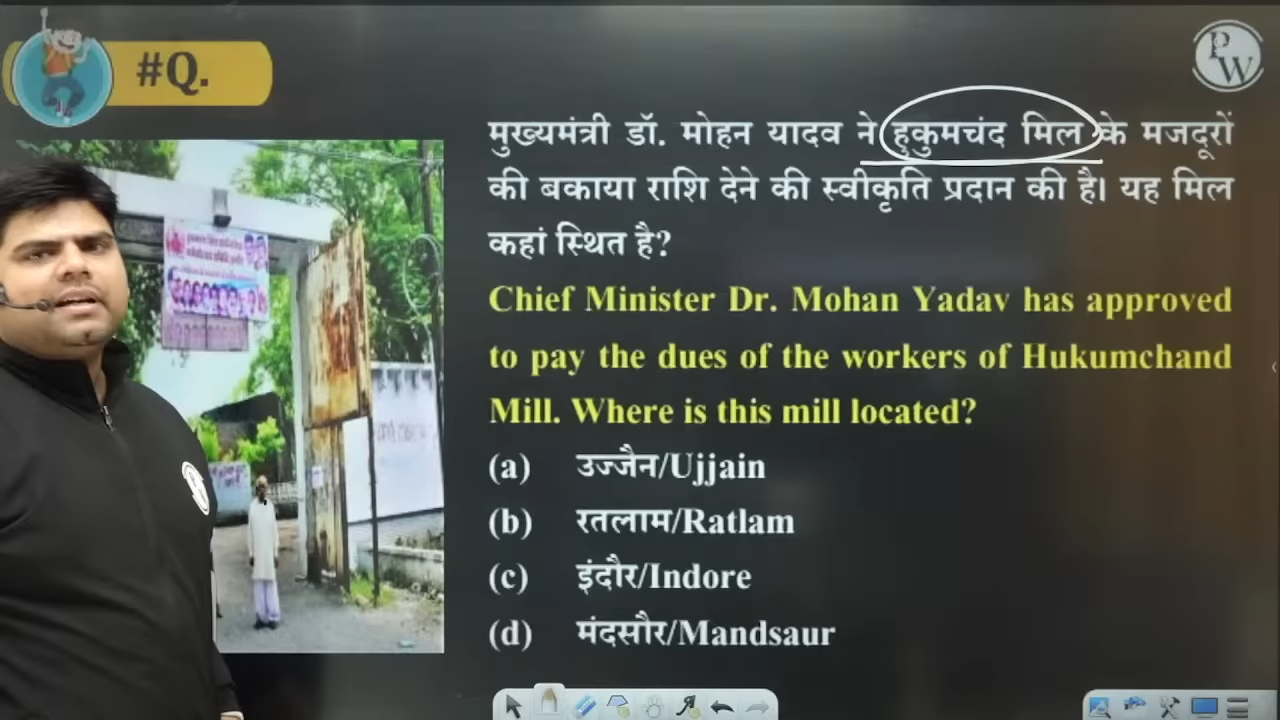 #Q.
PW
मुख्यमंत्री डॉ. मोहन यादव ने हुकुमचंद मिल के मजदूरों
की बकाया राशि देने की स्वीकृति प्रदान की है। यह मिल
कहां स्थित है?
Chief Minister Dr. Mohan Yadav has approved
to pay the dues of the workers of Hukumchand
Mill. Where is this mill located?
(a) उज्जैन/Ujjain
(b) रतलाम/Ratlam
(c) इंदौर/Indore
(d) मंदसौर/Mandsaur